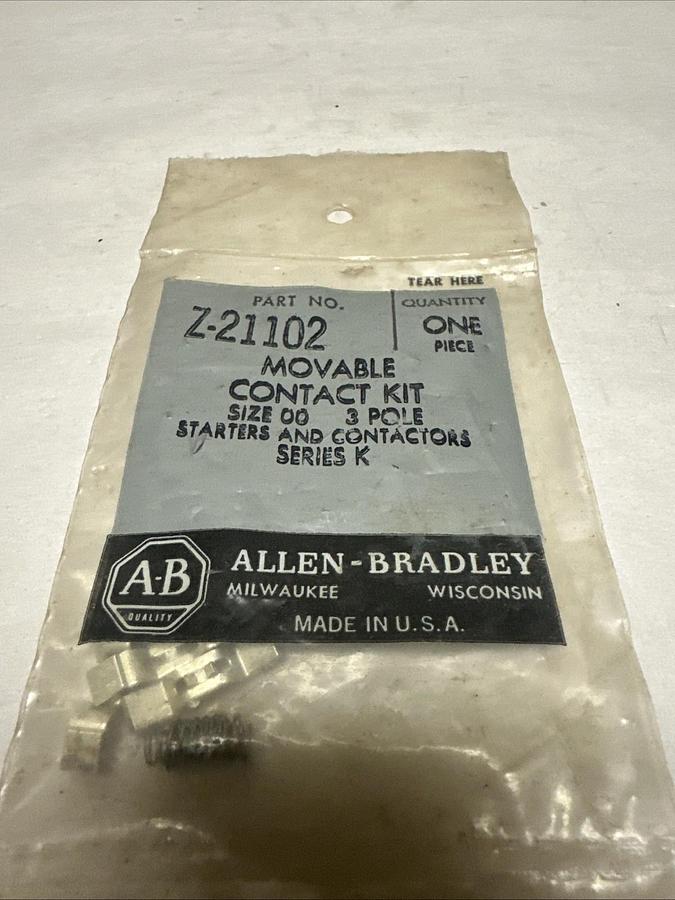 TEAR HERE
PART NO.
Z-21102
QUANTITY
ONE
PIECE
MOVABLE
CONTACT KIT
SIZE 00 3 POLE
STARTERS AND CONTACTORS
SERIES K
A-B
QUALITY
ALLEN-BRADLEY
MILWAUKEE WISCONSIN
MADE IN U.S.A.